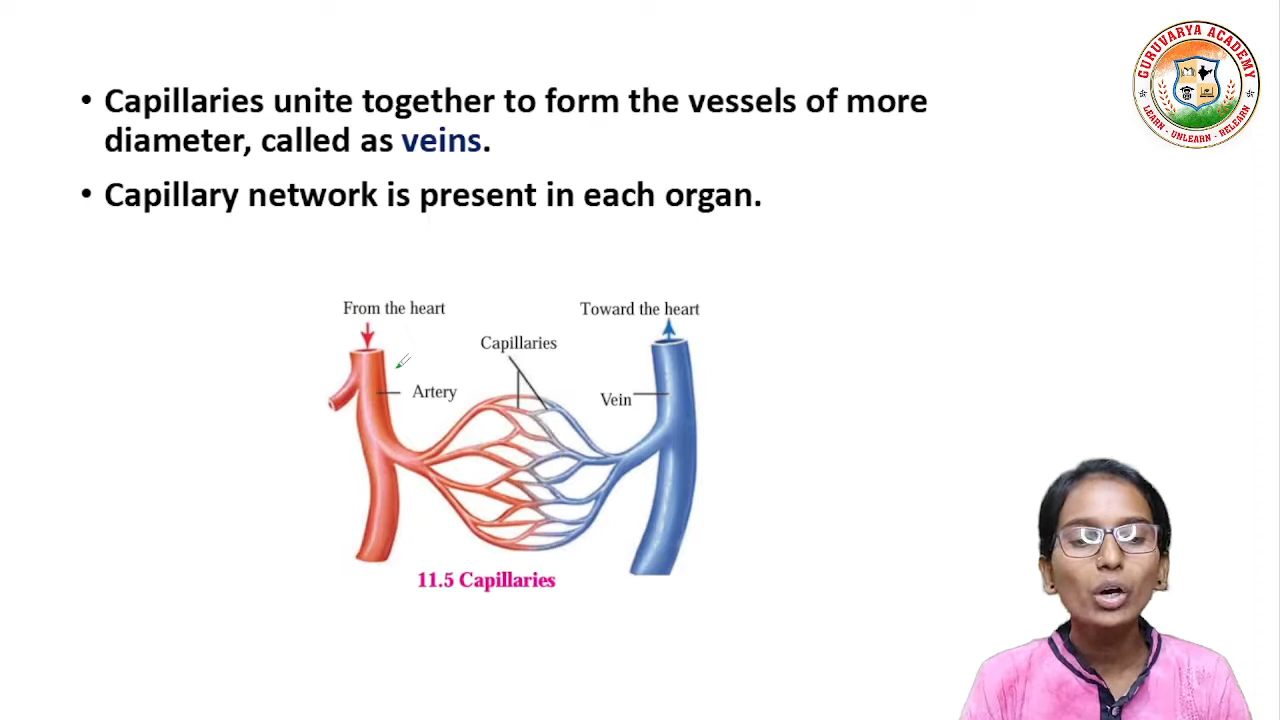 • Capillaries unite together to form the vessels of more
diameter, called as veins.
• Capillary network is present in each organ.
GURUVARYA ACADEMY
LEARN - UNLEARN - RELEARN
From the heart
Toward the heart
Capillaries
Artery
Vein
11.5 Capillaries